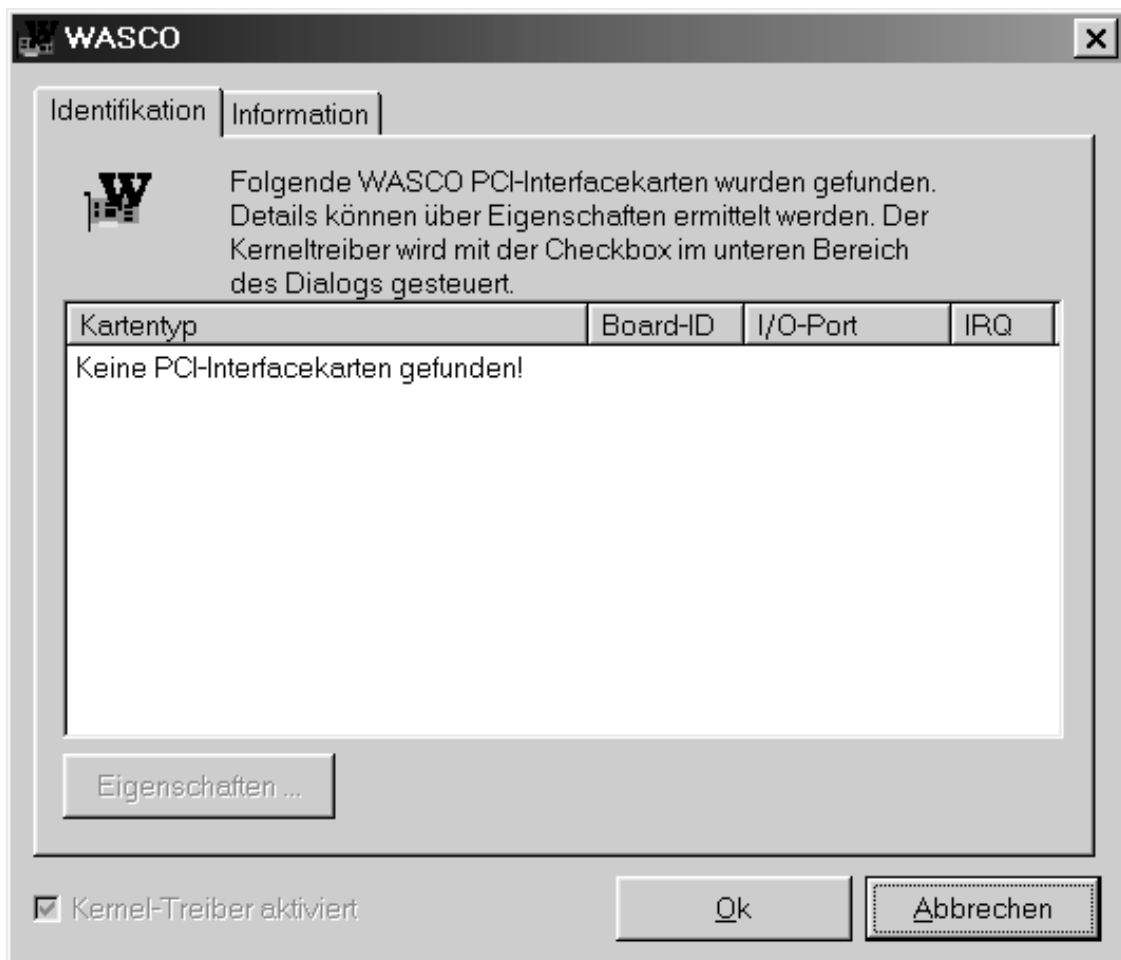 WASCO
Identifikation
Information
Folgende WASCO PCI-Interfacekarten wurden gefunden.
Details können über Eigenschaften ermittelt werden. Der
Kerneltreiber wird mit der Checkbox im unteren Bereich
des Dialogs gesteuert.
Kartentyp Board-ID I/O-Port IRQ
Keine PCI-Interfacekarten gefunden!
Eigenschaften ...
Kernel-Treiber aktiviert
Ok
Abbrechen